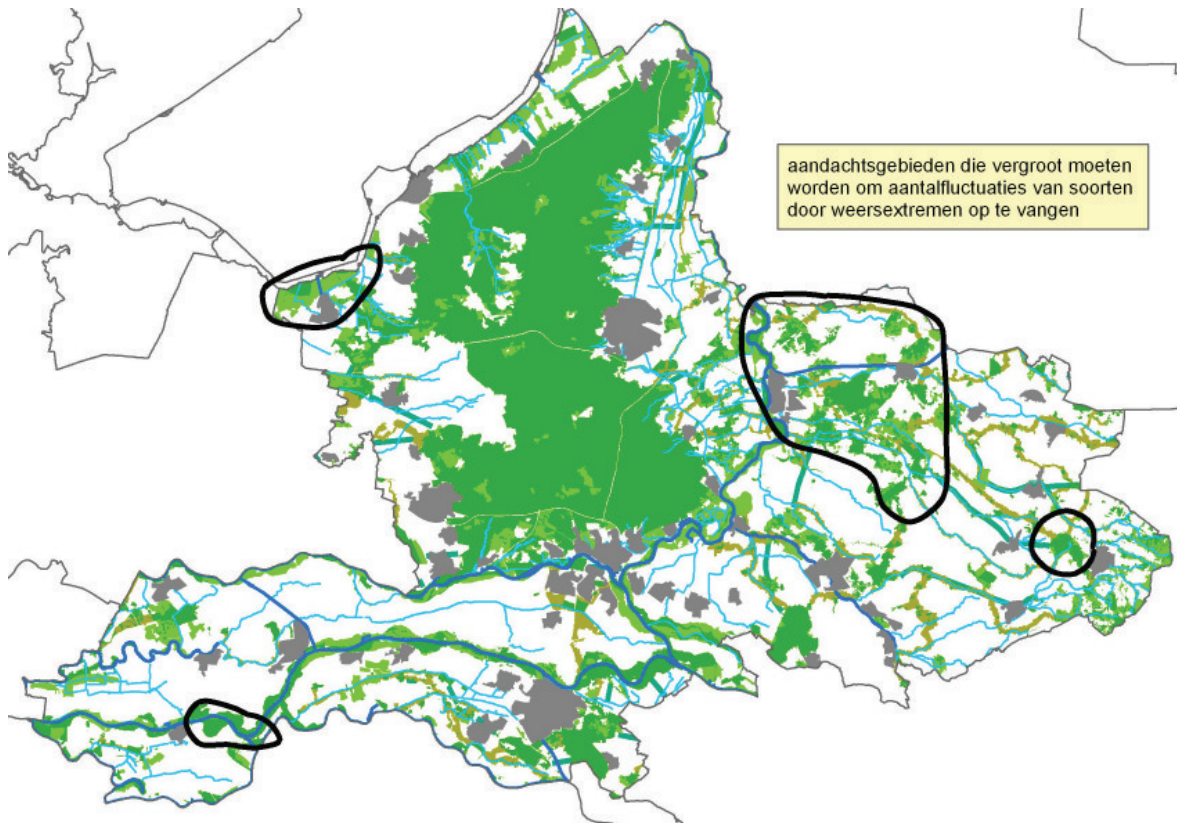 aandachtsgebieden die vergroot moeten
worden om aantalfluctuaties van soorten
door weersextremen op te vangen